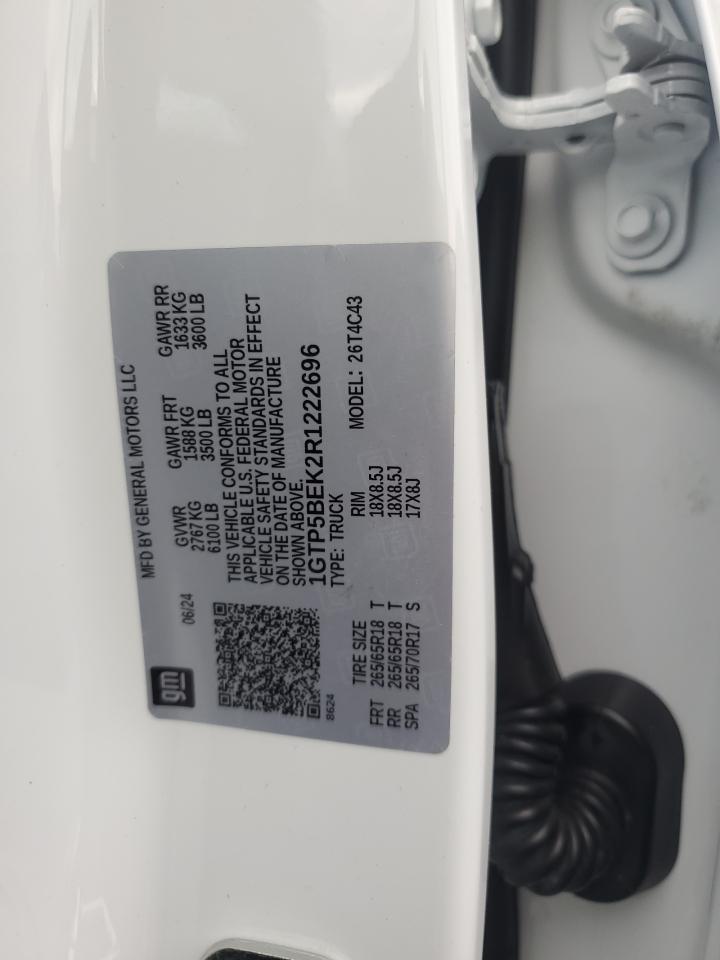 gm
06/24
MFD BY GENERAL MOTORS LLC
GVWR GAWR FRT GAWR RR
2767 KG 1588 KG 1633 KG
6100 LB 3500 LB 3600 LB
THIS VEHICLE CONFORMS TO ALL
APPLICABLE U.S. FEDERAL MOTOR
VEHICLE SAFETY STANDARDS IN EFFECT
ON THE DATE OF MANUFACTURE
SHOWN ABOVE.
1GTP5BEK2R1222696
8624
TYPE: TRUCK MODEL: 26T4C43
TIRE SIZE RIM
FRT 265/65R18 T 18X8.5J
RR 265/65R18 T 18X8.5J
SPA 265/70R17 S 17X8J